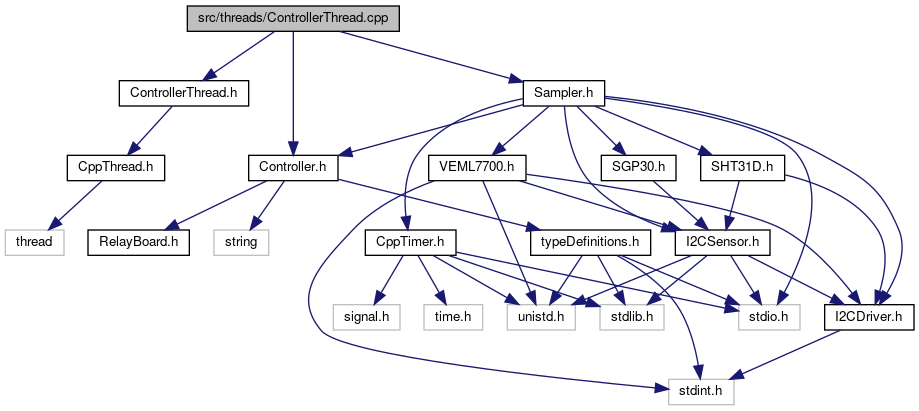 src/threads/ControllerThread.cpp
ControllerThread.h
Sampler.h
CppThread.h
Controller.h
VEML7700.h
SGP30.h
SHT31D.h
thread
RelayBoard.h
string
CppTimer.h
typeDefinitions.h
I2CSensor.h
signal.h
time.h
unistd.h
stdlib.h
stdio.h
I2CDriver.h
stdint.h